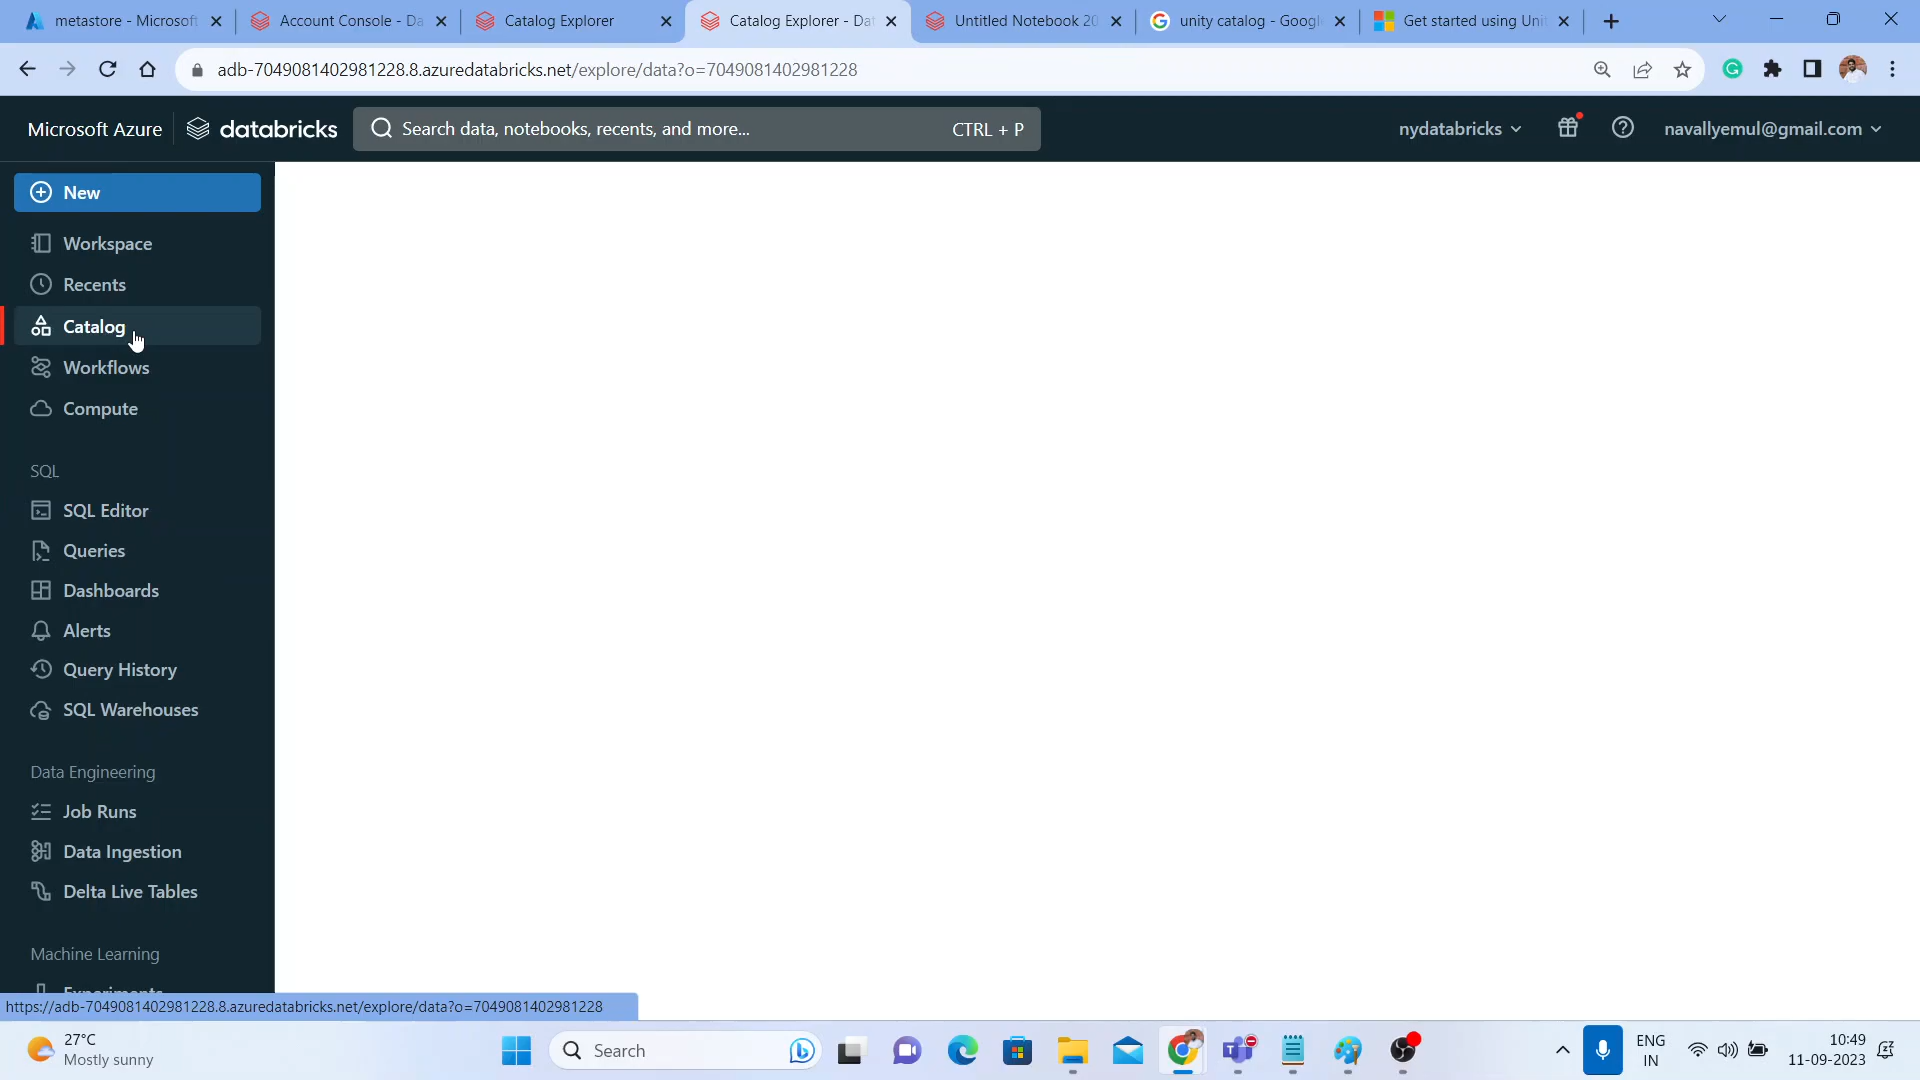 metastore - Microsoft
Account Console - Da
Catalog Explorer
Catalog Explorer - Dat
Untitled Notebook 20
unity catalog - Googl
Get started using Uni
adb-7049081402981228.8.azuredatabricks.net/explore/data?o=7049081402981228
Microsoft Azure
databricks
Search data, notebooks, recents, and more...
CTRL + P
nydatabricks
navallyemul@gmail.com
New
Workspace
Recents
Catalog
Workflows
Compute
SQL
SQL Editor
Queries
Dashboards
Alerts
Query History
SQL Warehouses
Data Engineering
Job Runs
Data Ingestion
Delta Live Tables
Machine Learning
Experiments
https://adb-7049081402981228.8.azuredatabricks.net/explore/data?o=7049081402981228
27°C
Mostly sunny
Search
ENG
IN
10:49
11-09-2023